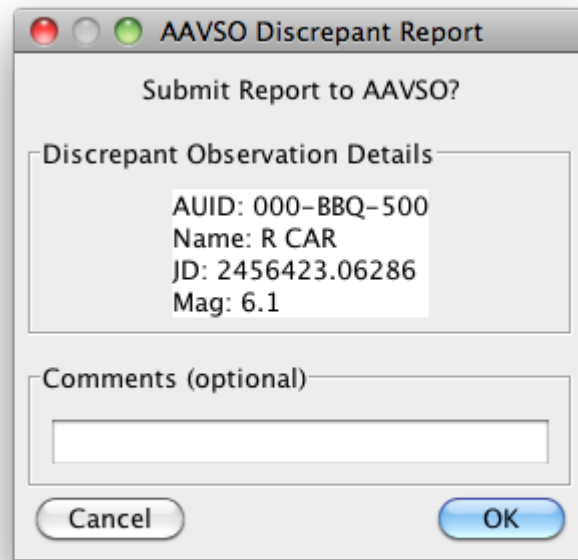 AAVSO Discrepant Report
Submit Report to AAVSO?
Discrepant Observation Details
AUID: 000-BBQ-500
Name: R CAR
JD: 2456423.06286
Mag: 6.1
Comments (optional)
Cancel OK